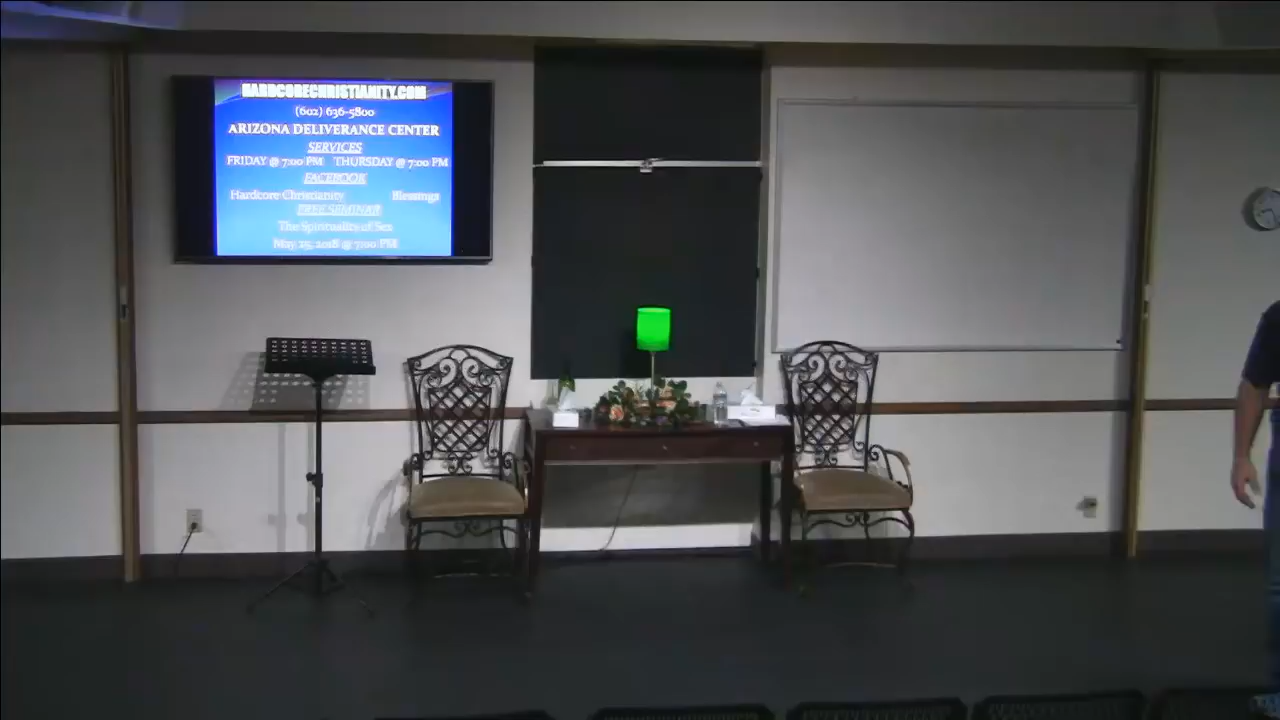 HARDCORECHRISTIANITY.COM
(602) 636-5800
ARIZONA DELIVERANCE CENTER
SERVICES
FRIDAY @ 7:00 PM THURSDAY @ 7:00 PM
FACEBOOK
Hardcore Christianity Blessings
FREE SEMINAR
The Spirituality of Sex
May 25, 2018 @ 7:00 PM